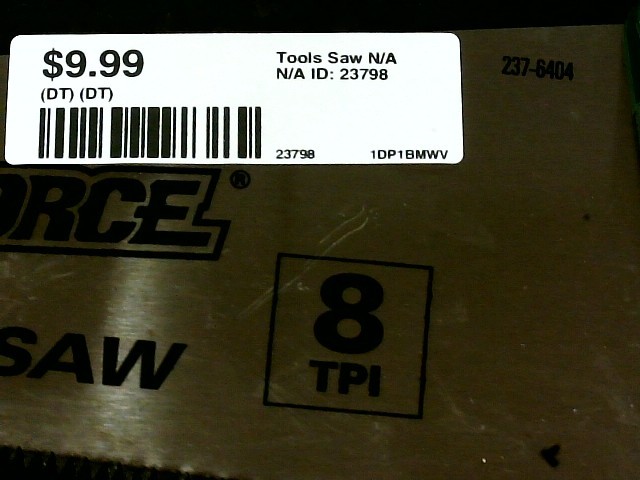 $9.99
(DT) (DT)
Tools Saw N/A
N/A ID: 23798
23798 1DP1BMWV
237-6404
ORCE®
SAW
8
TPI